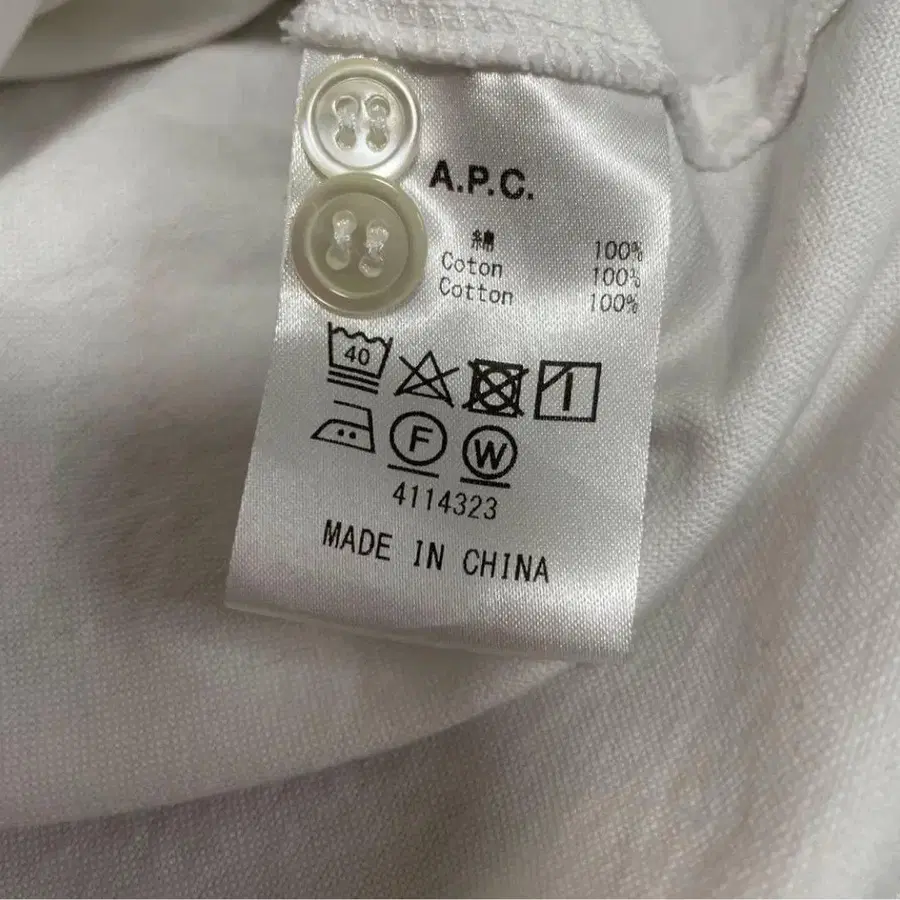 A.P.C.
綿 100%
Coton 100%
Cotton 100%
40
F W
4114323
MADE IN CHINA